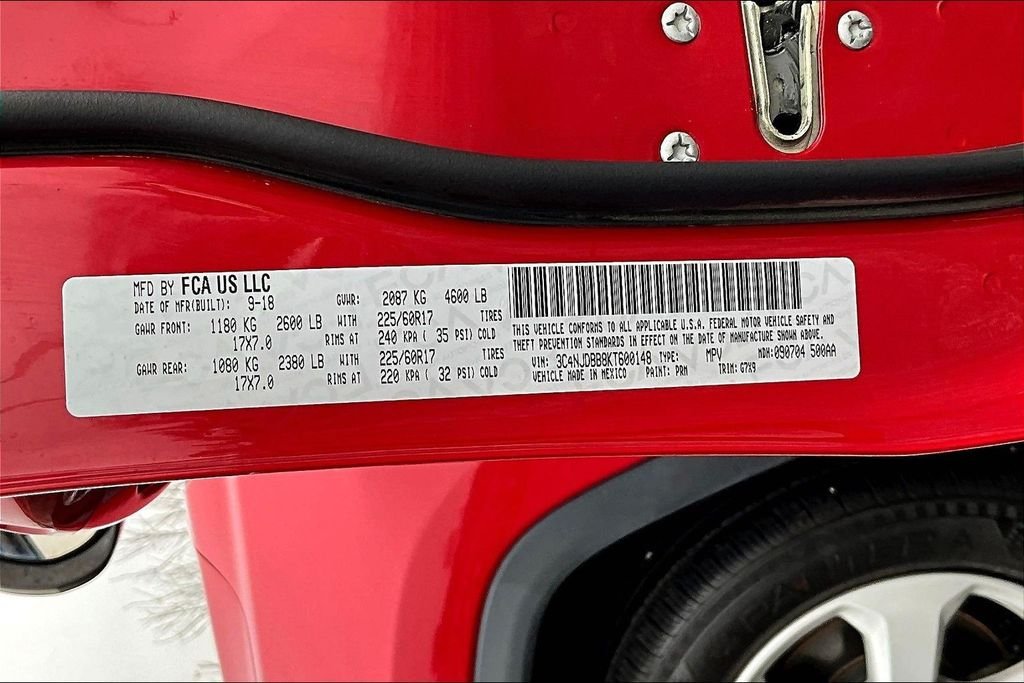 MFD BY FCA US LLC
DATE OF MFR(BUILT): 9-18 GVWR: 2087 KG 4600 LB
GAWR FRONT: 1180 KG 2600 LB WITH 225/60R17 TIRES
17X7.0 RIMS AT 240 KPA ( 35 PSI) COLD
GAWR REAR: 1080 KG 2380 LB WITH 225/60R17 TIRES
17X7.0 RIMS AT 220 KPA ( 32 PSI) COLD
THIS VEHICLE CONFORMS TO ALL APPLICABLE U.S.A. FEDERAL MOTOR VEHICLE SAFETY AND
THEFT PREVENTION STANDARDS IN EFFECT ON THE DATE OF MANUFACTURE SHOWN ABOVE.
VIN: 3C4NJDBB8KT600148 TYPE: MPV MDH:090704 500AA
VEHICLE MADE IN MEXICO PAINT: PRM TRIM: G7X9